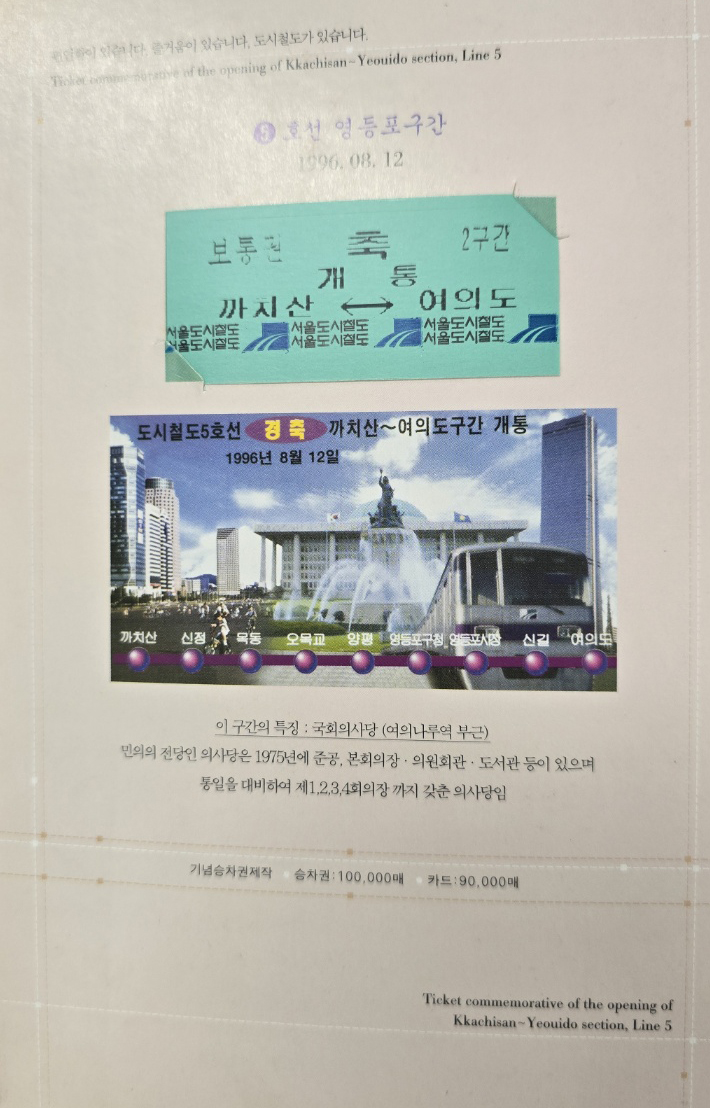 편안함이 있습니다. 즐거움이 있습니다, 도시철도가 있습니다.
Ticket commemorative of the opening of Kkachisan~Yeouido section, Line 5
5 호선 영등포구간
1996. 08. 12
보통권 축 2구간
개 통
까치산 ↔ 여의도
서울도시철도 서울도시철도 서울도시철도
서울도시철도 서울도시철도 서울도시철도
도시철도5호선 경축 까치산~여의도구간 개통
1996년 8월 12일
까치산 신정 목동 오목교 양평 영등포구청 영등포시장 신길 여의도
이 구간의 특징 : 국회의사당 (여의나루역 부근)
민의의 전당인 의사당은 1975년에 준공, 본회의장 · 의원회관 · 도서관 등이 있으며
통일을 대비하여 제1,2,3,4회의장 까지 갖춘 의사당임
기념승차권제작 승차권:100,000매 카드:90,000매
Ticket commemorative of the opening of
Kkachisan~Yeouido section, Line 5